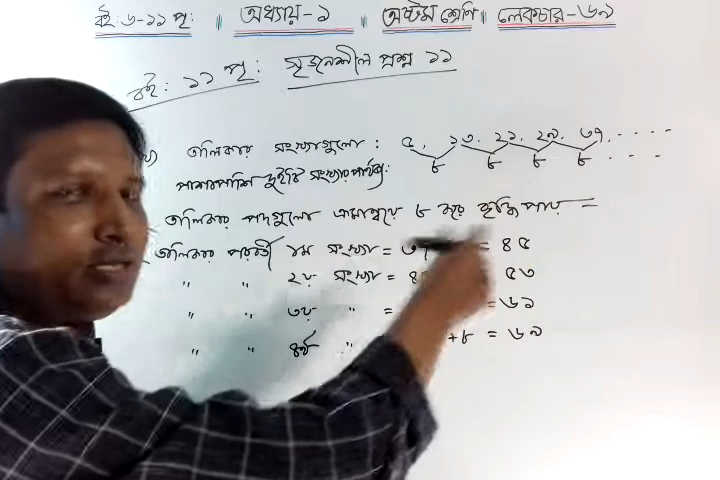 বই: ৬-১১ পৃ: অধ্যায়-১ অষ্টম শ্রেণি লেকচার-৬৯
বই: ১১ পৃ: সৃজনশীল প্রশ্ন ১১
তালিকার সংখ্যাগুলো: ৫, ১৩, ২১, ২৯, ৩৭, ....
পাশাপাশি দুইটি সংখ্যার পার্থক্য: ৮ ৮ ৮ ৮ ...
তালিকার পদগুলো ক্রমান্বয়ে ৮ করে বৃদ্ধি পায়
তালিকার পরবর্তী ১ম সংখ্যা = ৩৭ = ৪৫
" " ২য় সংখ্যা = ৫৩
" " ৩য় " = = ৬১
" " ৪র্থ " + ৮ = ৬৯